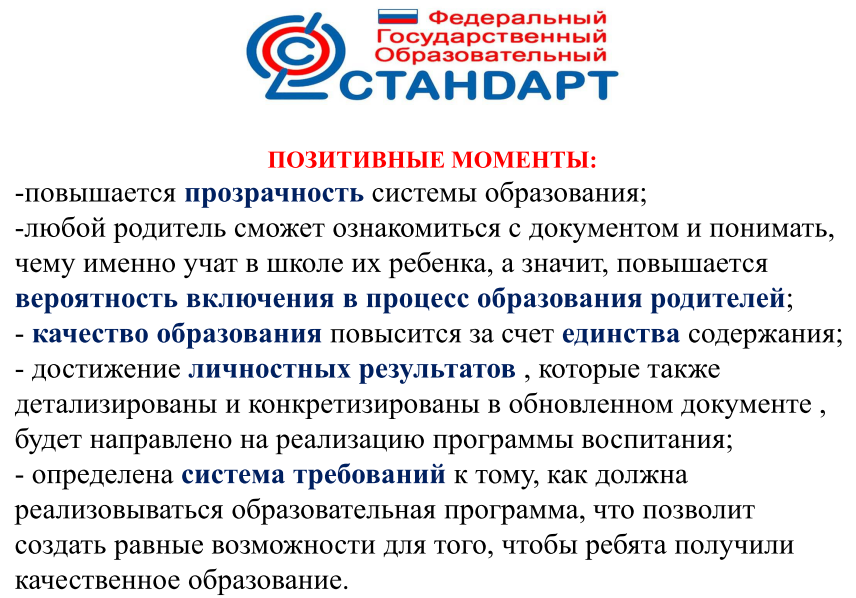 Федеральный
Государственный
Образовательный
СТАНДАРТ
ПОЗИТИВНЫЕ МОМЕНТЫ:
-повышается прозрачность системы образования;
-любой родитель сможет ознакомиться с документом и понимать,
чему именно учат в школе их ребенка, а значит, повышается
вероятность включения в процесс образования родителей;
- качество образования повысится за счет единства содержания;
- достижение личностных результатов , которые также
детализированы и конкретизированы в обновленном документе ,
будет направлено на реализацию программы воспитания;
- определена система требований к тому, как должна
реализовываться образовательная программа, что позволит
создать равные возможности для того, чтобы ребята получили
качественное образование.